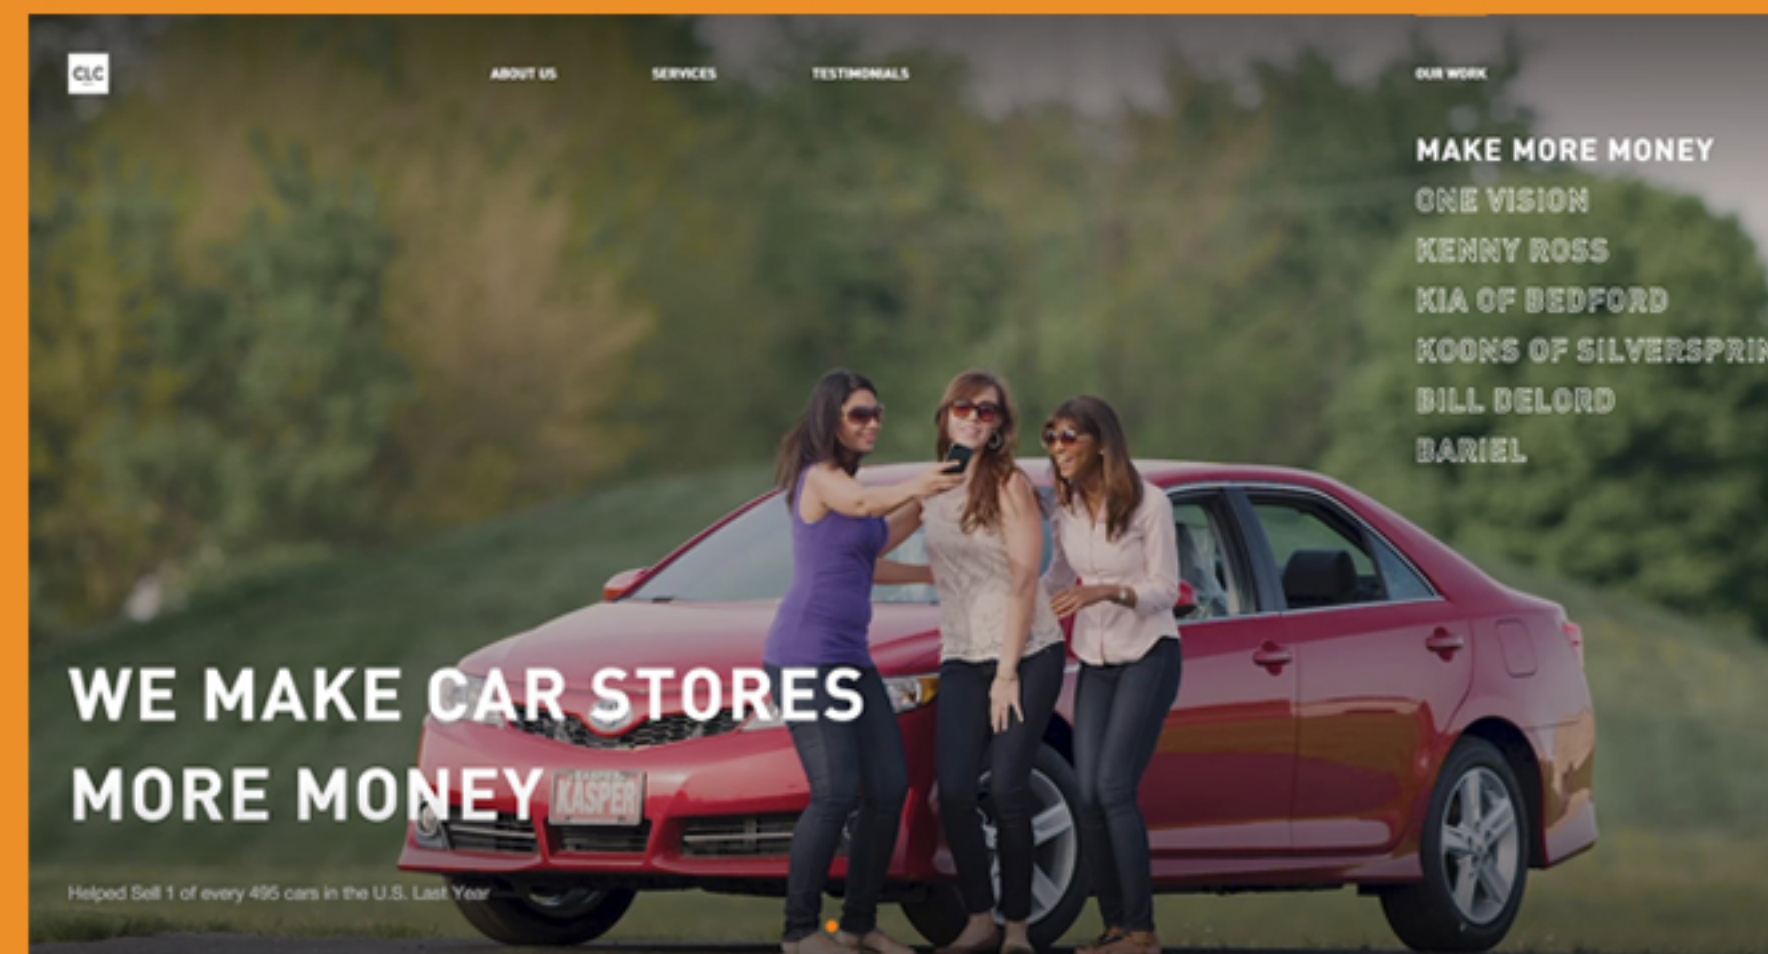 CLC
ABOUT US
SERVICES
TESTIMONIALS
OUR WORK
MAKE MORE MONEY
ONE VISION
KENNY ROSS
KIA OF BEDFORD
KOONS OF SILVERSPRIN
BILL DELORD
BARIEL
WE MAKE CAR STORES
MORE MONEY
KASPER
Helped Sell 1 of every 495 cars in the U.S. Last Year